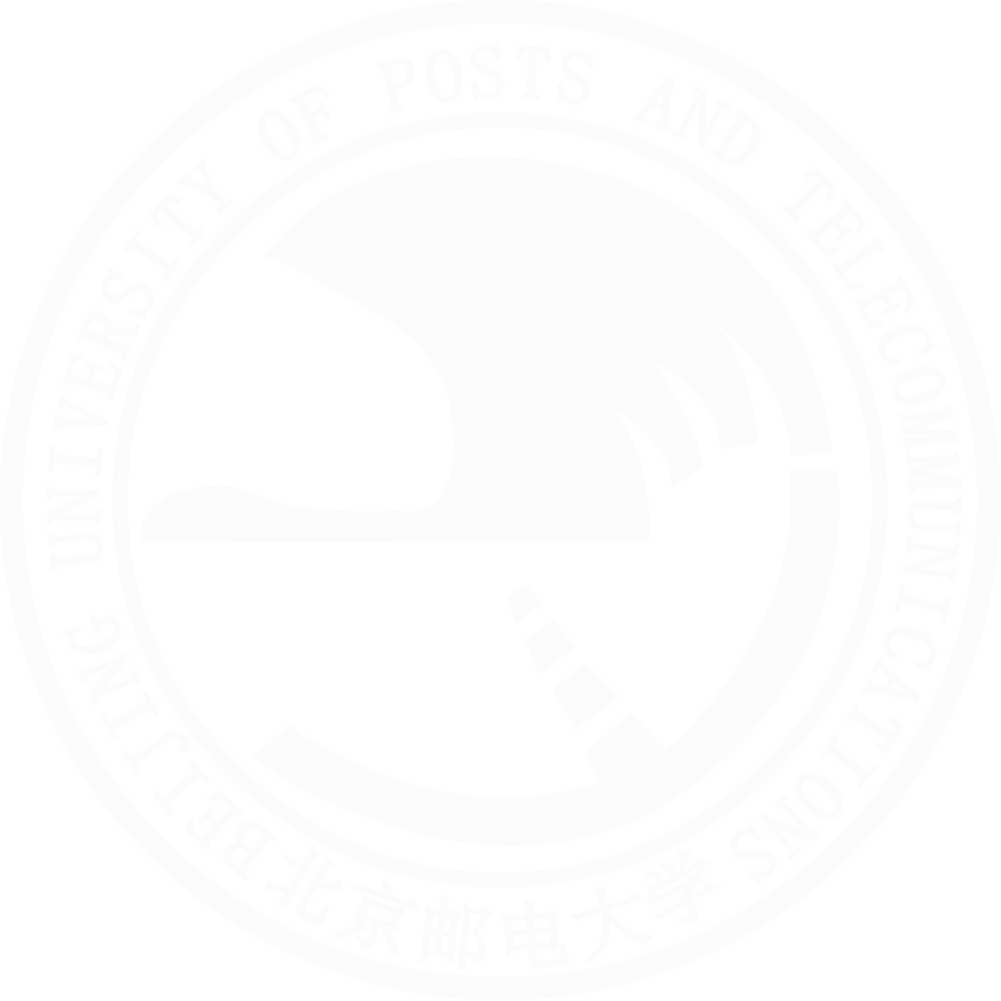 BEIJING UNIVERSITY OF POSTS AND TELECOMMUNICATIONS
北京邮电大学